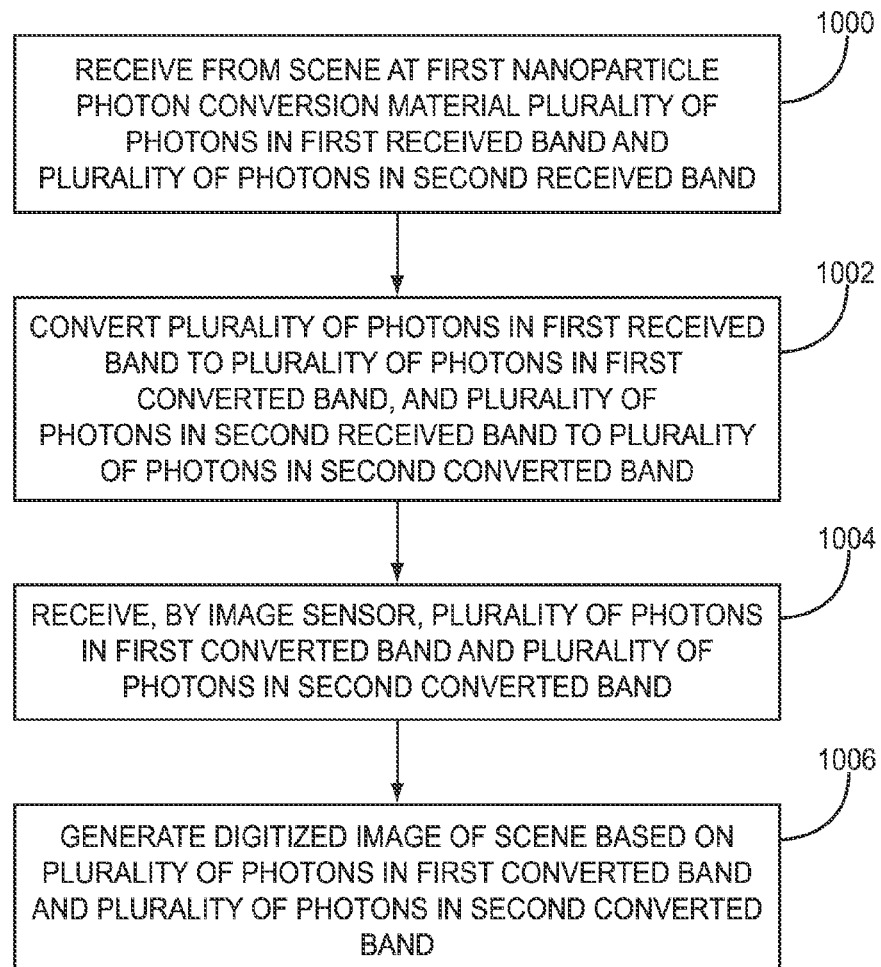 1000
RECEIVE FROM SCENE AT FIRST NANOPARTICLE
PHOTON CONVERSION MATERIAL PLURALITY OF
PHOTONS IN FIRST RECEIVED BAND AND
PLURALITY OF PHOTONS IN SECOND RECEIVED BAND
1002
CONVERT PLURALITY OF PHOTONS IN FIRST RECEIVED
BAND TO PLURALITY OF PHOTONS IN FIRST
CONVERTED BAND, AND PLURALITY OF
PHOTONS IN SECOND RECEIVED BAND TO PLURALITY
OF PHOTONS IN SECOND CONVERTED BAND
1004
RECEIVE, BY IMAGE SENSOR, PLURALITY OF PHOTONS
IN FIRST CONVERTED BAND AND PLURALITY OF
PHOTONS IN SECOND CONVERTED BAND
1006
GENERATE DIGITIZED IMAGE OF SCENE BASED ON
PLURALITY OF PHOTONS IN FIRST CONVERTED BAND
AND PLURALITY OF PHOTONS IN SECOND CONVERTED
BAND